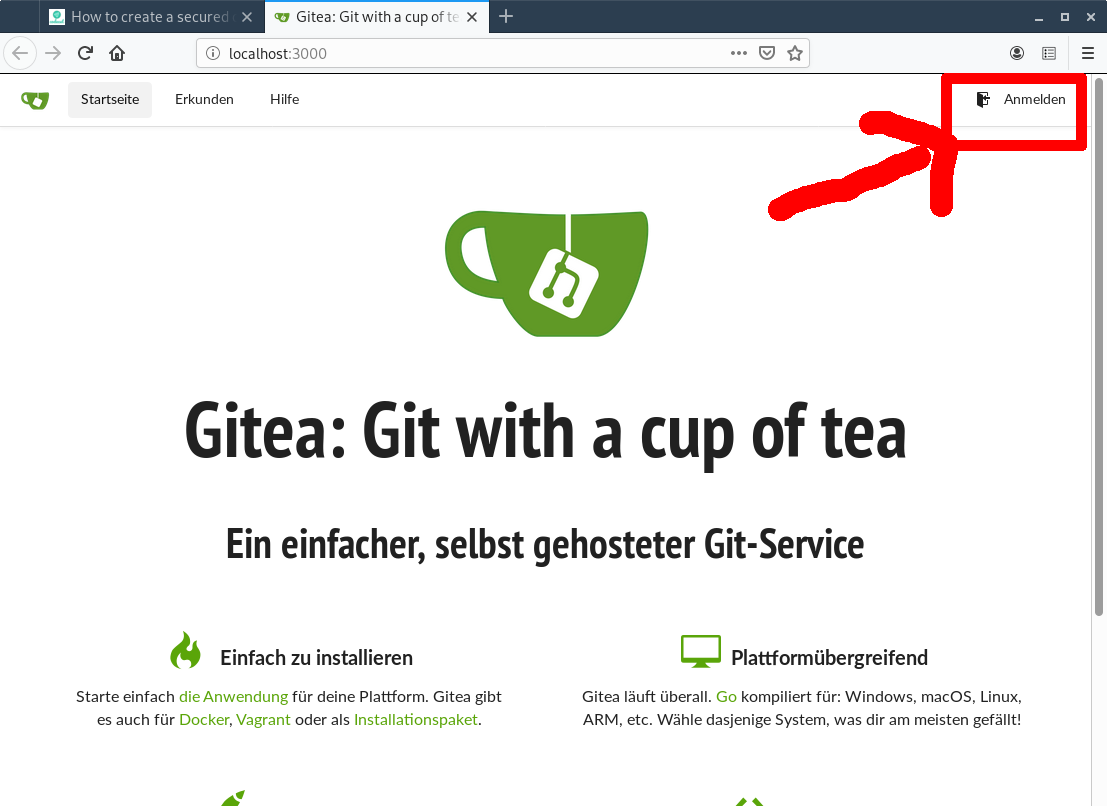 How to create a secured
Gitea: Git with a cup of te
localhost:3000
Startseite Erkunden Hilfe Anmelden
Gitea: Git with a cup of tea
Ein einfacher, selbst gehosteter Git-Service
Einfach zu installieren
Starte einfach die Anwendung für deine Plattform. Gitea gibt
es auch für Docker, Vagrant oder als Installationspaket.
Plattformübergreifend
Gitea läuft überall. Go kompiliert für: Windows, macOS, Linux,
ARM, etc. Wähle dasjenige System, was dir am meisten gefällt!